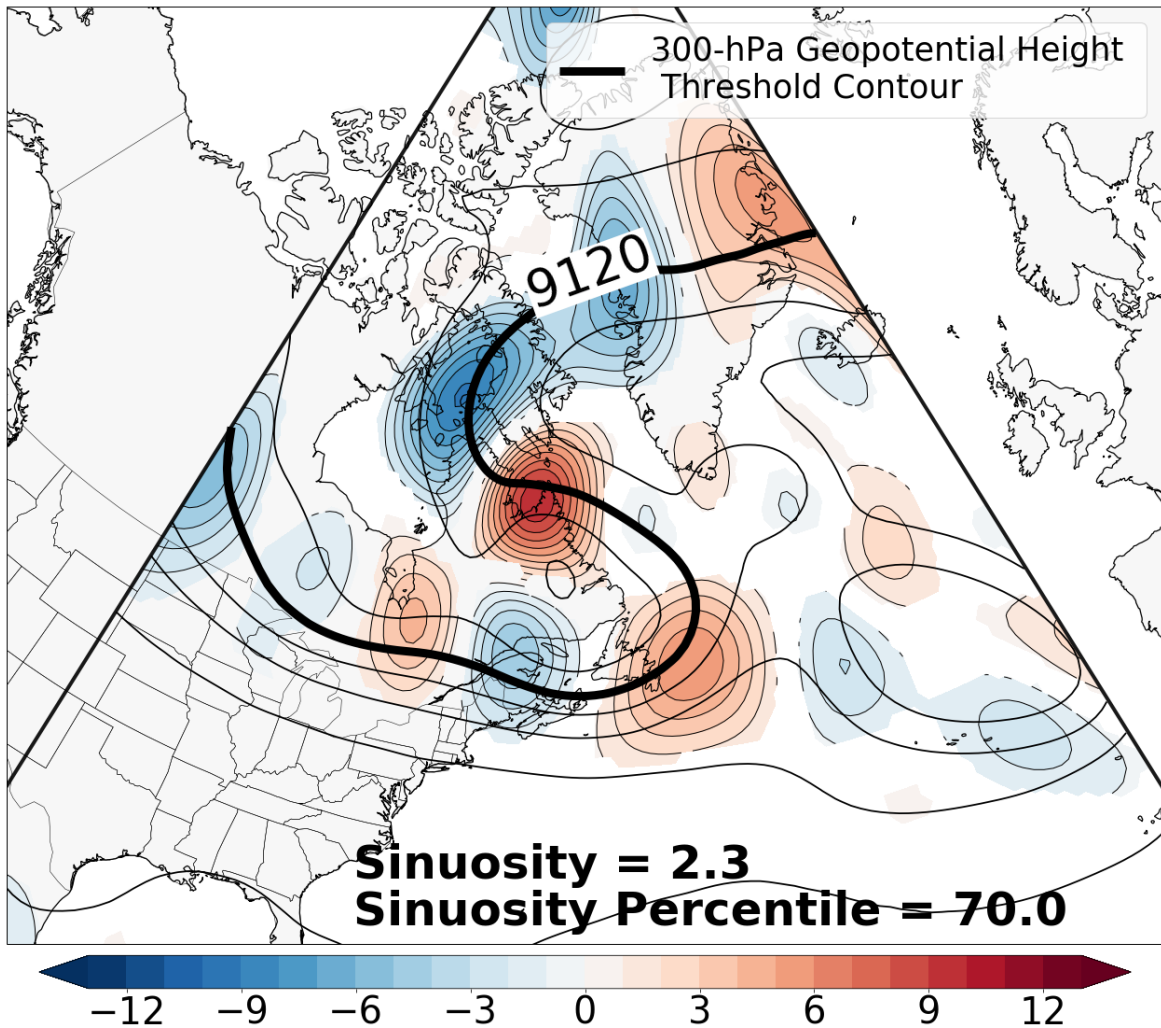 300-hPa Geopotential Height
Threshold Contour
9120
Sinuosity = 2.3
Sinuosity Percentile = 70.0
−12 −9 −6 −3 0 3 6 9 12